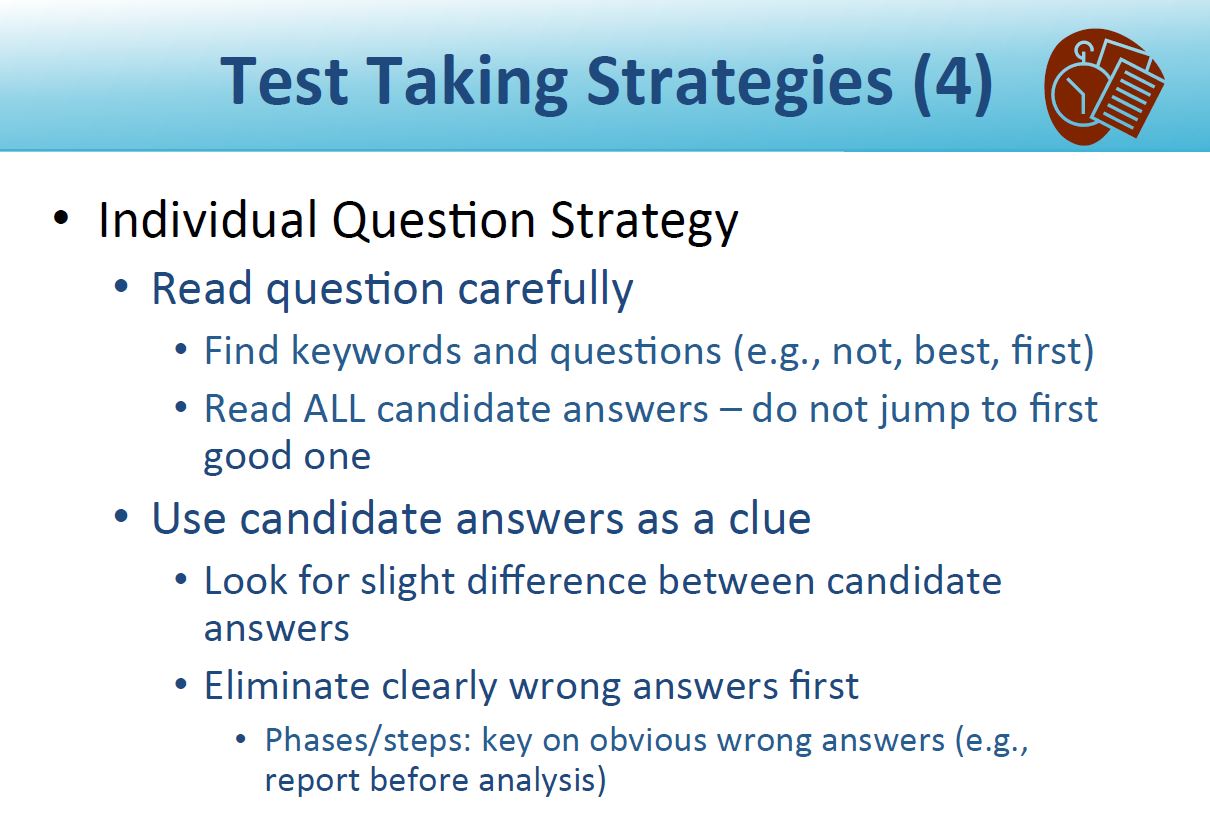 Test Taking Strategies (4)
• Individual Question Strategy
• Read question carefully
• Find keywords and questions (e.g., not, best, first)
• Read ALL candidate answers – do not jump to first
good one
• Use candidate answers as a clue
• Look for slight difference between candidate
answers
• Eliminate clearly wrong answers first
• Phases/steps: key on obvious wrong answers (e.g.,
report before analysis)